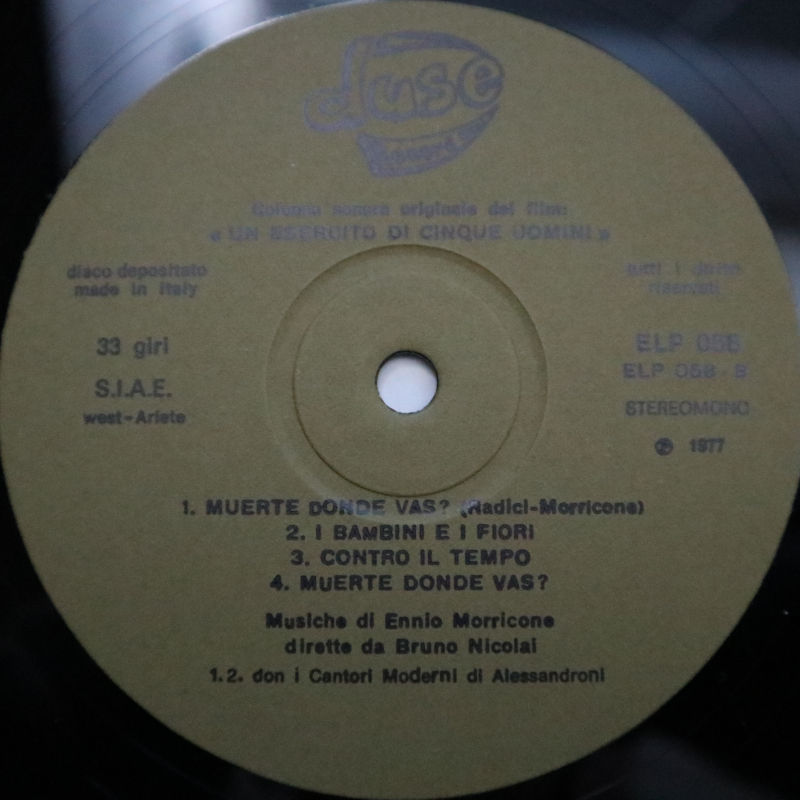 duse
Colonna sonora originale del film:
« UN ESERCITO DI CINQUE UOMINI »
disco depositato
made in Italy
tutti i diritti
riservati
33 giri
S.I.A.E.
west-Ariete
ELP 056
ELP 056 - B
STEREOMONO
℗ 1977
1. MUERTE DONDE VAS? (Radici-Morricone)
2. I BAMBINI E I FIORI
3. CONTRO IL TEMPO
4. MUERTE DONDE VAS?
Musiche di Ennio Morricone
dirette da Bruno Nicolai
1.2. don i Cantori Moderni di Alessandroni